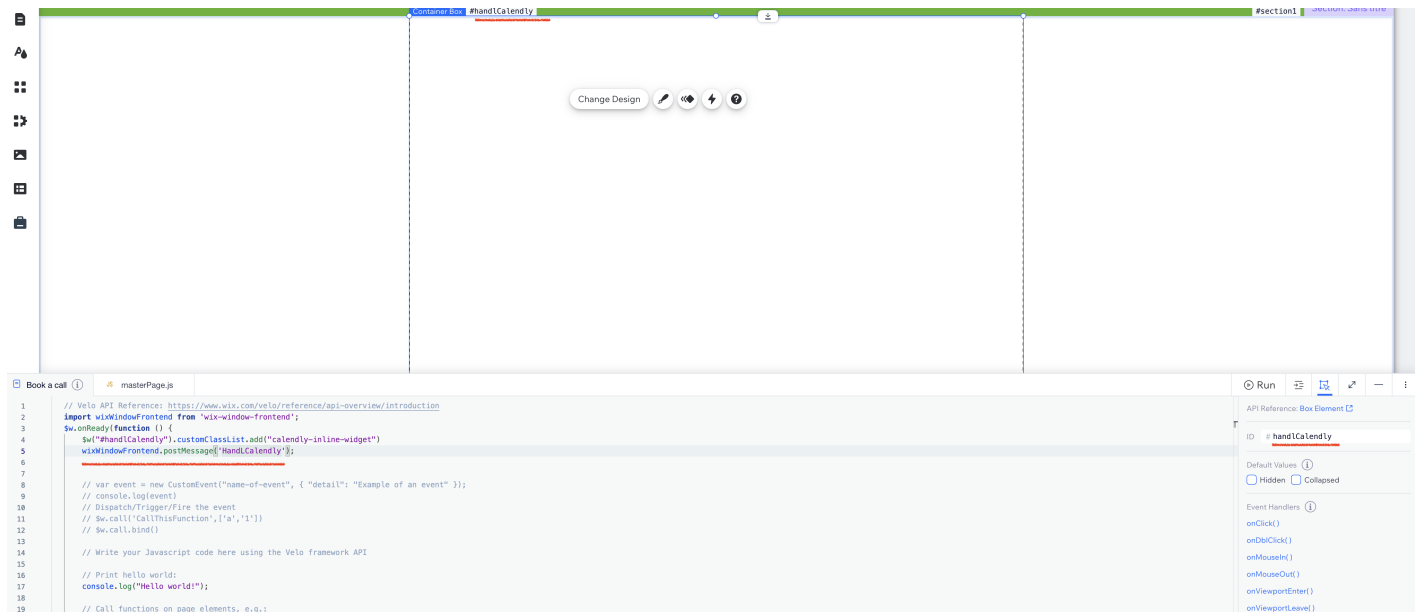 Container Box #handlCalendly
#section1 Section: Sans titre
Change Design
Book a call
masterPage.js
Run
1 // Velo API Reference: https://www.wix.com/velo/reference/api-overview/introduction
2 import wixWindowFrontend from 'wix-window-frontend';
3 $w.onReady(function () {
4 $w("#handlCalendly").customClassList.add("calendly-inline-widget")
5 wixWindowFrontend.postMessage('HandLCalendly');
6
7
8 // var event = new CustomEvent("name-of-event", { "detail": "Example of an event" });
9 // console.log(event)
10 // Dispatch/Trigger/Fire the event
11 // $w.call('CallThisFunction',['a','1'])
12 // $w.call.bind()
13
14 // Write your Javascript code here using the Velo framework API
15
16 // Print hello world:
17 console.log("Hello world!");
18
19 // Call functions on page elements, e.g.:
API Reference: Box Element
ID # handlCalendly
Default Values
Hidden Collapsed
Event Handlers
onClick()
onDblClick()
onMouseIn()
onMouseOut()
onViewportEnter()
onViewportLeave()